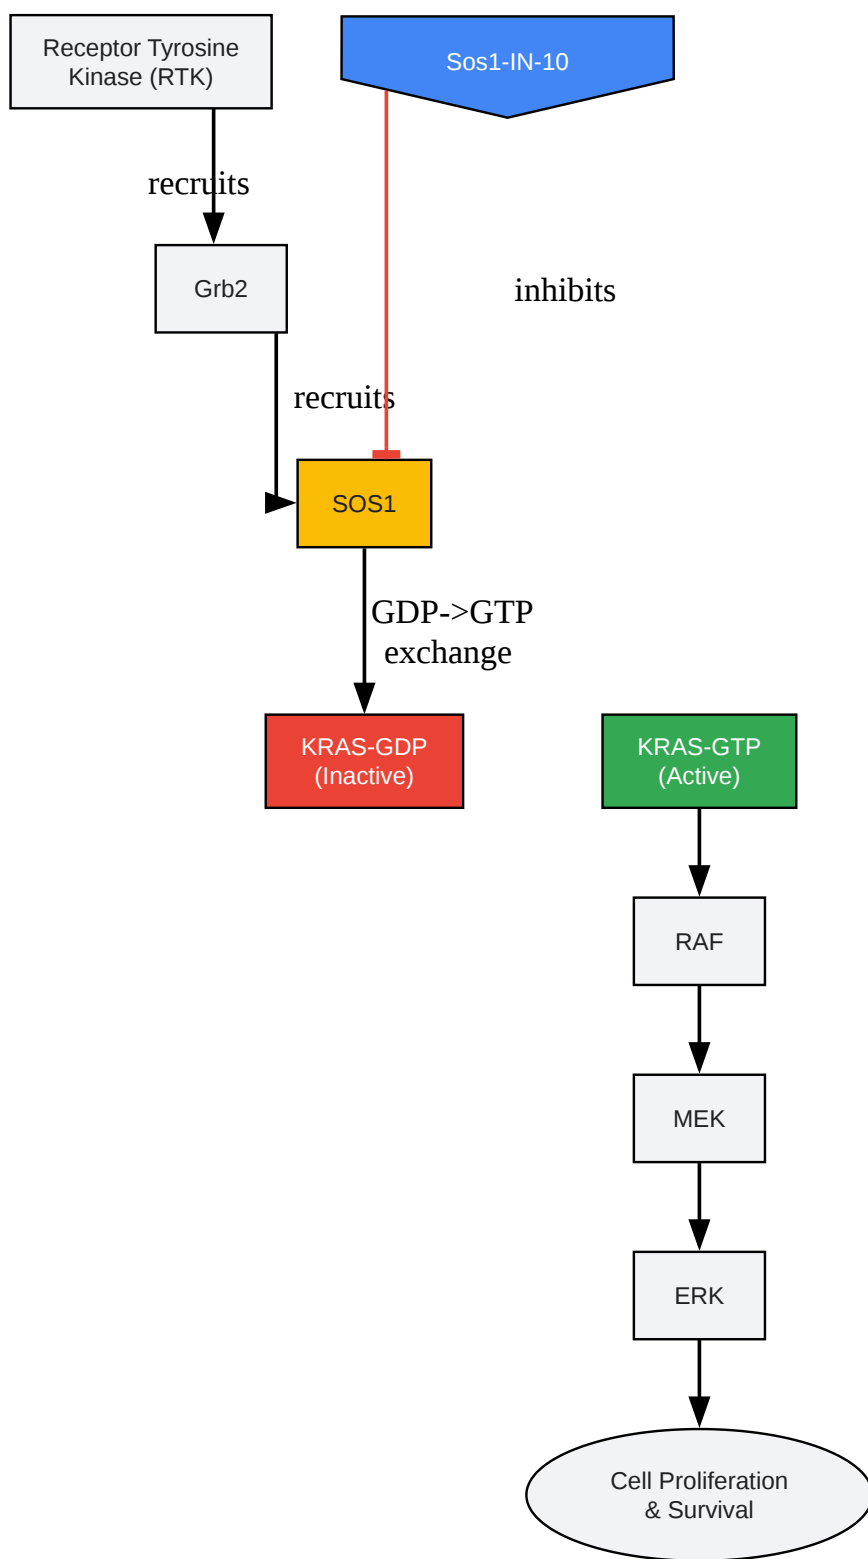 Receptor Tyrosine
Kinase (RTK)
Sos1-IN-10
recruits
Grb2
inhibits
recruits
SOS1
GDP->GTP
exchange
KRAS-GDP
(Inactive)
KRAS-GTP
(Active)
RAF
MEK
ERK
Cell Proliferation
& Survival